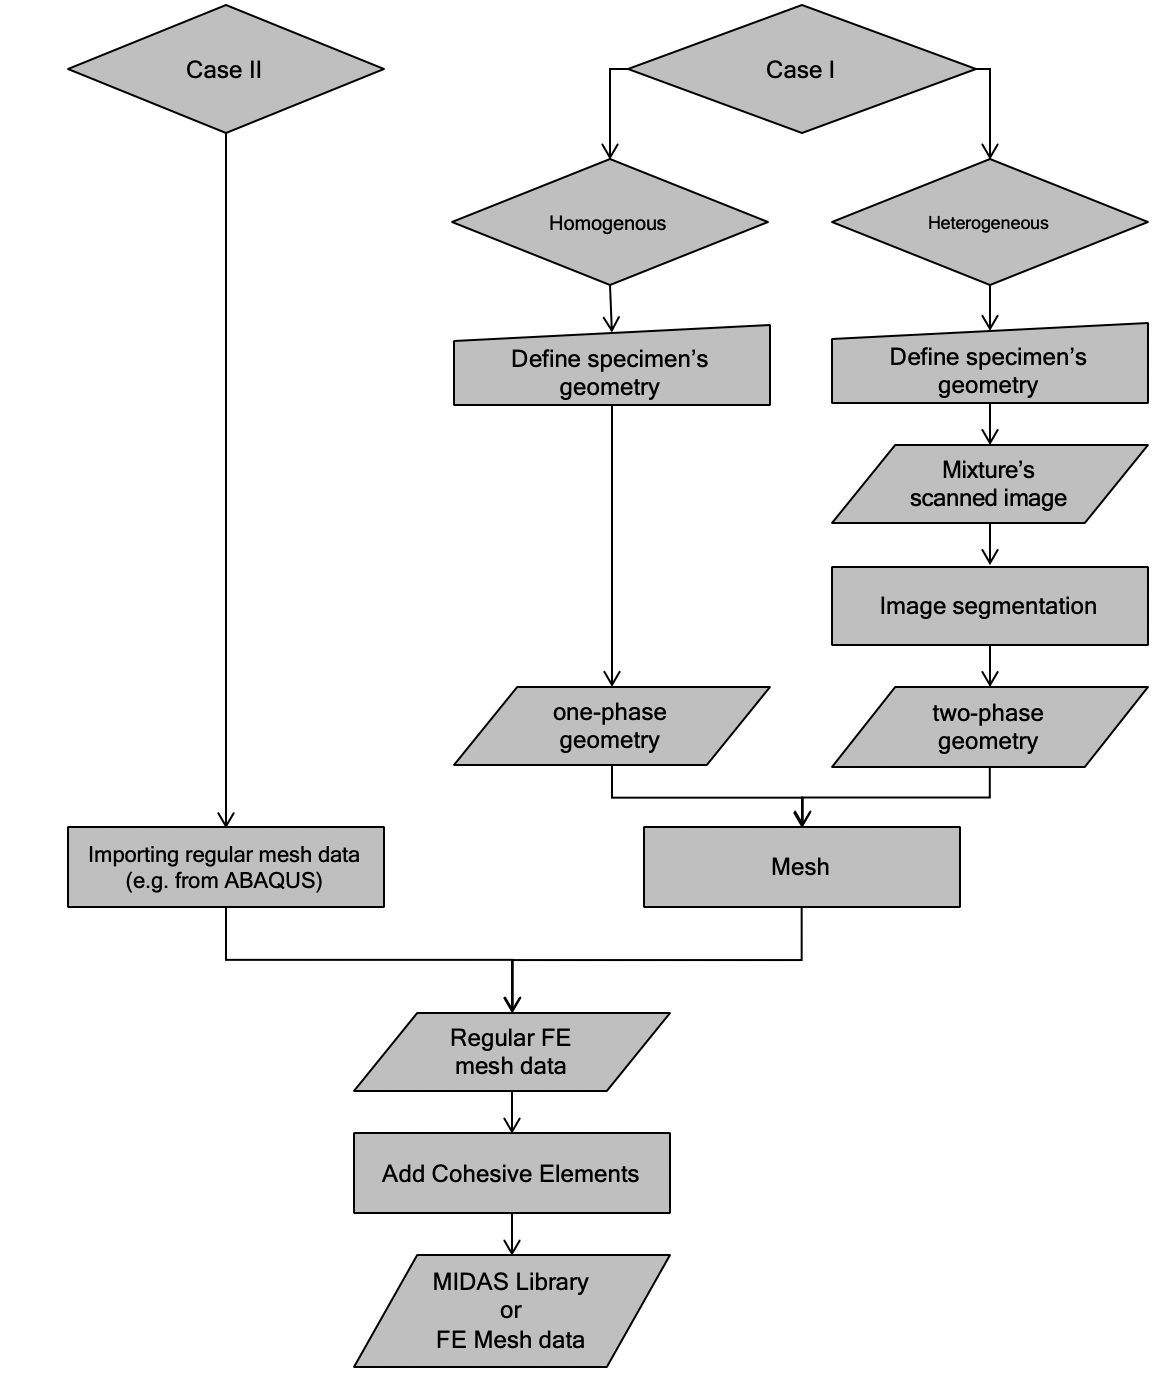 Case II
Case I
Homogenous
Heterogeneous
Define specimen’s
geometry
Define specimen’s
geometry
Mixture’s
scanned image
Image segmentation
one-phase
geometry
two-phase
geometry
Importing regular mesh data
(e.g. from ABAQUS)
Mesh
Regular FE
mesh data
Add Cohesive Elements
MIDAS Library
or
FE Mesh data